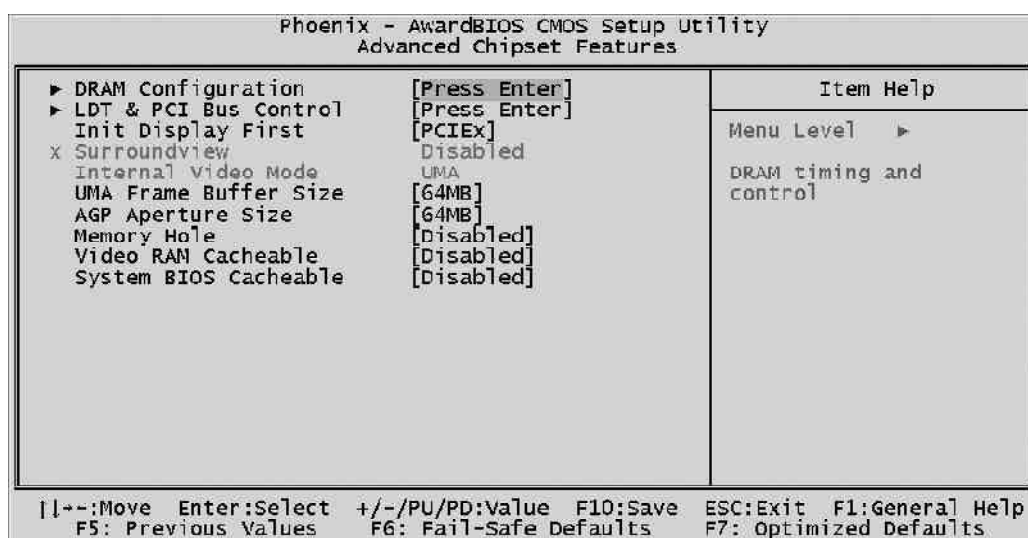 Phoenix - AwardBIOS CMOS Setup Utility
Advanced Chipset Features
▶ DRAM Configuration [Press Enter]
▶ LDT & PCI Bus Control [Press Enter]
Init Display First [PCIEx]
x Surroundview Disabled
Internal Video Mode UMA
UMA Frame Buffer Size [64MB]
AGP Aperture Size [64MB]
Memory Hole [Disabled]
Video RAM Cacheable [Disabled]
System BIOS Cacheable [Disabled]
Item Help
Menu Level ▶
DRAM timing and
control
↑↓→←:Move Enter:Select +/-/PU/PD:Value F10:Save ESC:Exit F1:General Help
F5: Previous Values F6: Fail-Safe Defaults F7: Optimized Defaults